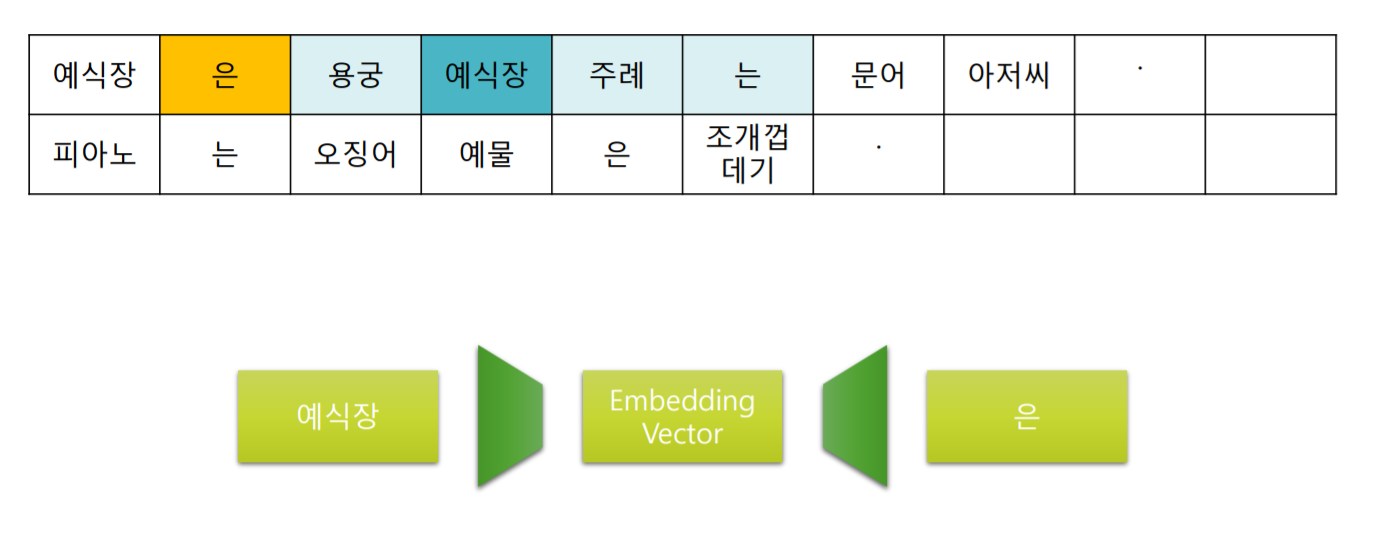 예식장 은 용궁 예식장 주례 는 문어 아저씨 .
피아노 는 오징어 예물 은 조개껍
데기 .
예식장 Embedding 은
Vector